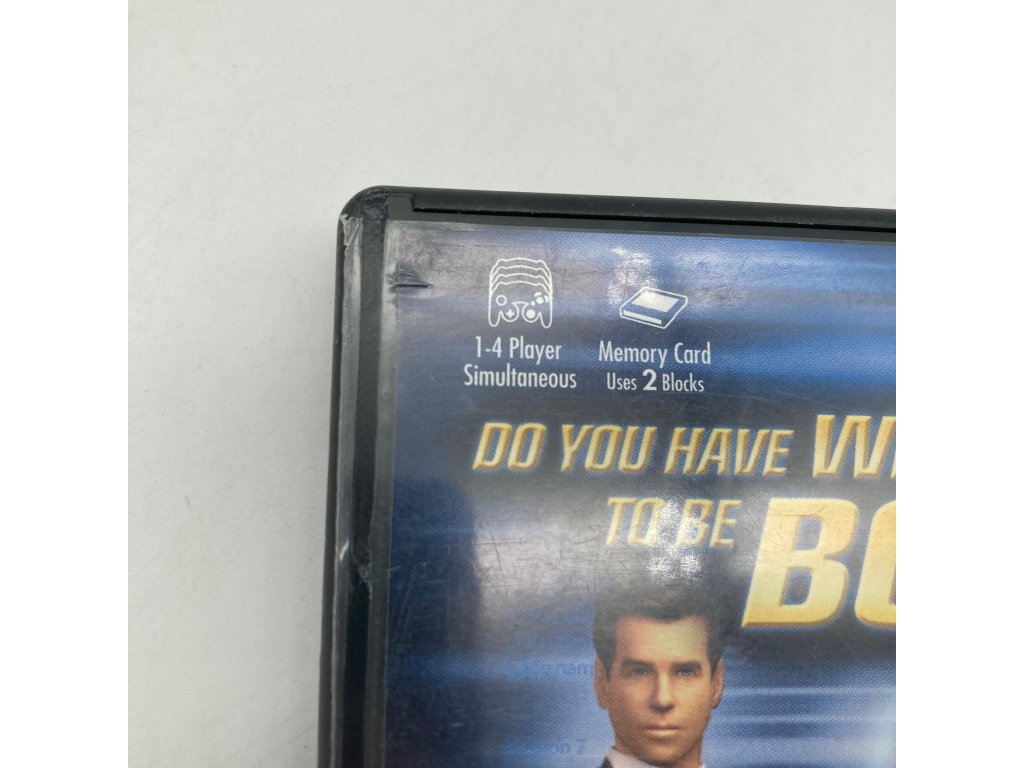 1-4 Player
Simultaneous
Memory Card
Uses 2 Blocks
DO YOU HAVE
TO BE